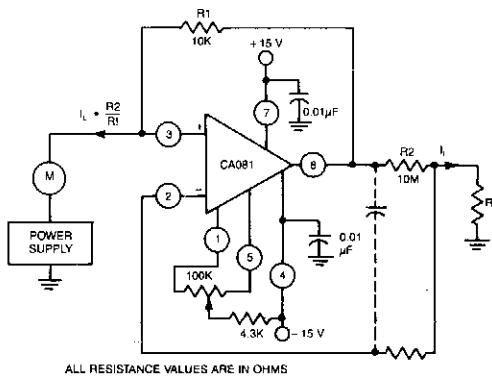 R1
10K
+ 15 V
0.01µF
7
I_L • R2/R1
3
+
CA081
6
R2
10M
I_L
R
M
2
−
1
5
4
0.01
µF
POWER
SUPPLY
100K
4.3K
− 15 V
ALL RESISTANCE VALUES ARE IN OHMS